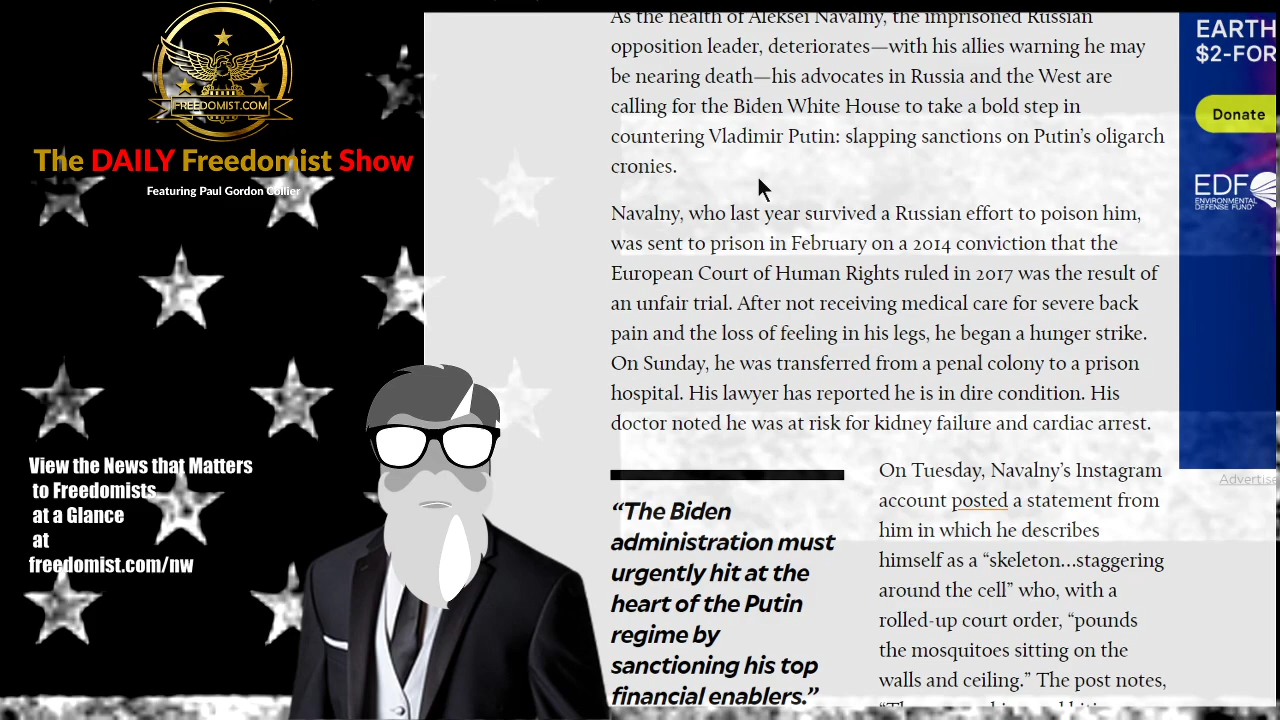 FREEDOMIST.COM
The DAILY Freedomist Show
Featuring Paul Gordon Collier
View the News that Matters
to Freedomists
at a Glance
at
freedomist.com/nw
As the health of Aleksei Navalny, the imprisoned Russian
opposition leader, deteriorates—with his allies warning he may
be nearing death—his advocates in Russia and the West are
calling for the Biden White House to take a bold step in
countering Vladimir Putin: slapping sanctions on Putin’s oligarch
cronies.
Navalny, who last year survived a Russian effort to poison him,
was sent to prison in February on a 2014 conviction that the
European Court of Human Rights ruled in 2017 was the result of
an unfair trial. After not receiving medical care for severe back
pain and the loss of feeling in his legs, he began a hunger strike.
On Sunday, he was transferred from a penal colony to a prison
hospital. His lawyer has reported he is in dire condition. His
doctor noted he was at risk for kidney failure and cardiac arrest.
“The Biden
administration must
urgently hit at the
heart of the Putin
regime by
sanctioning his top
financial enablers.”
On Tuesday, Navalny’s Instagram
account posted a statement from
him in which he describes
himself as a “skeleton…staggering
around the cell” who, with a
rolled-up court order, “pounds
the mosquitoes sitting on the
walls and ceiling.” The post notes,
EARTH
$2-FOR
Donate
EDF
ENVIRONMENTAL
DEFENSE FUND
Advertise